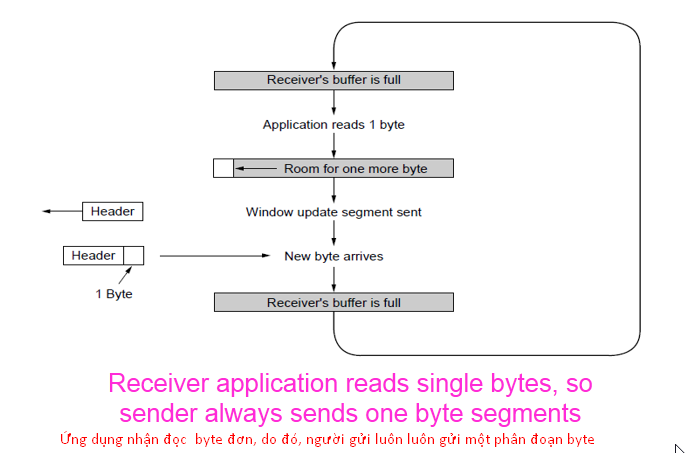 Receiver's buffer is full
Application reads 1 byte
Room for one more byte
Header
Window update segment sent
Header
New byte arrives
1 Byte
Receiver's buffer is full
Receiver application reads single bytes, so
sender always sends one byte segments
Ứng dụng nhận đọc  byte đơn, do đó, người gửi luôn luôn gửi một phân đoạn byte